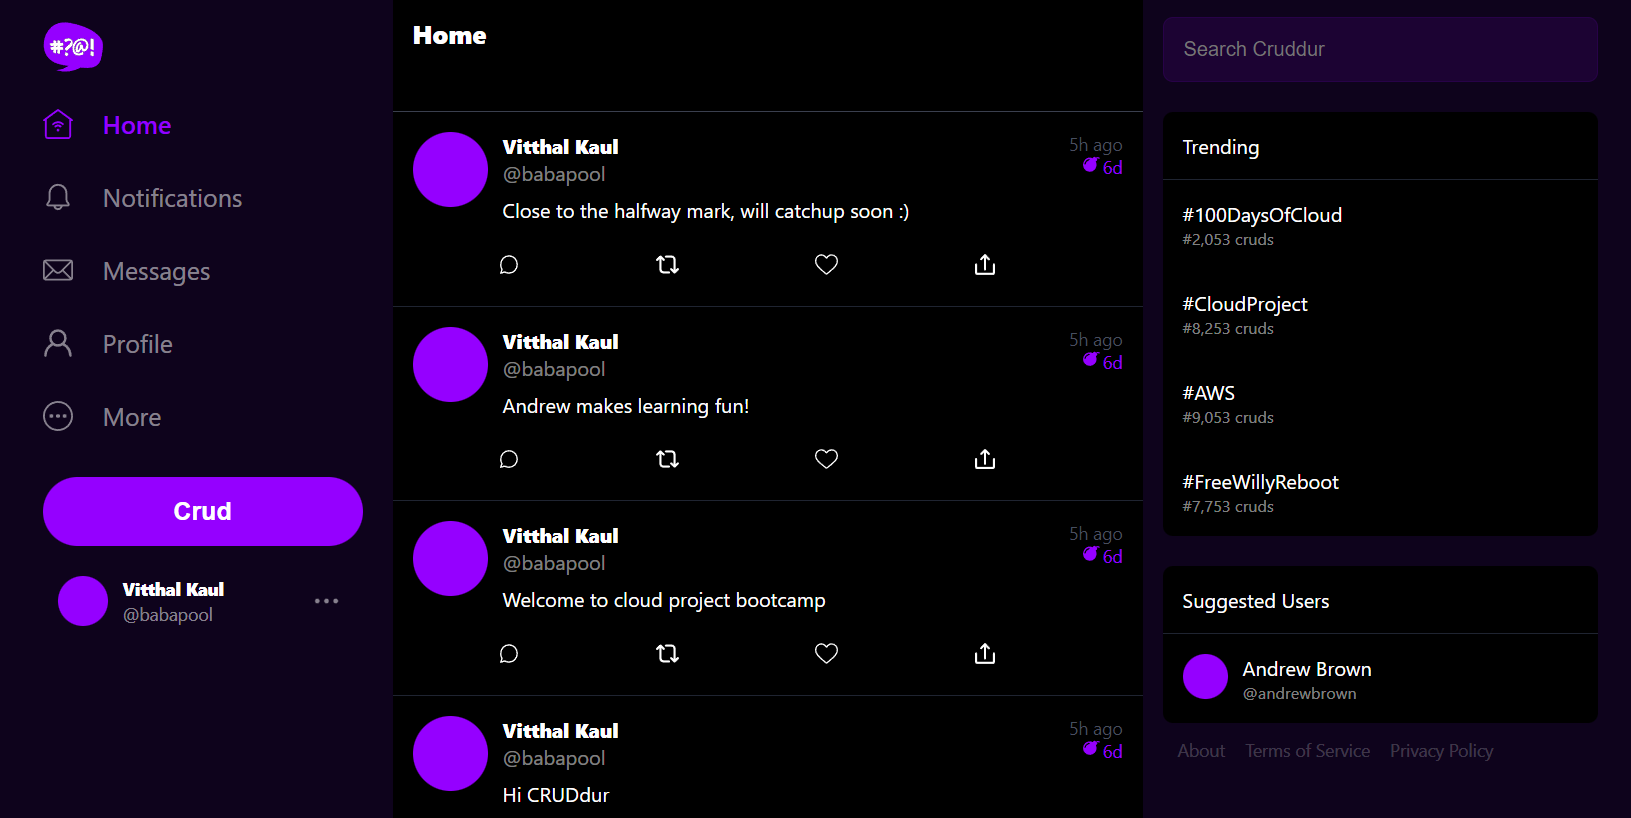 #?@!
Home
Notifications
Messages
Profile
More
Crud
Vitthal Kaul
@babapool
Home
Vitthal Kaul
5h ago
@babapool
6d
Close to the halfway mark, will catchup soon :)
Vitthal Kaul
5h ago
@babapool
6d
Andrew makes learning fun!
Vitthal Kaul
5h ago
@babapool
6d
Welcome to cloud project bootcamp
Vitthal Kaul
5h ago
@babapool
6d
Hi CRUDdur
Search Cruddur
Trending
#100DaysOfCloud
#2,053 cruds
#CloudProject
#8,253 cruds
#AWS
#9,053 cruds
#FreeWillyReboot
#7,753 cruds
Suggested Users
Andrew Brown
@andrewbrown
About Terms of Service Privacy Policy